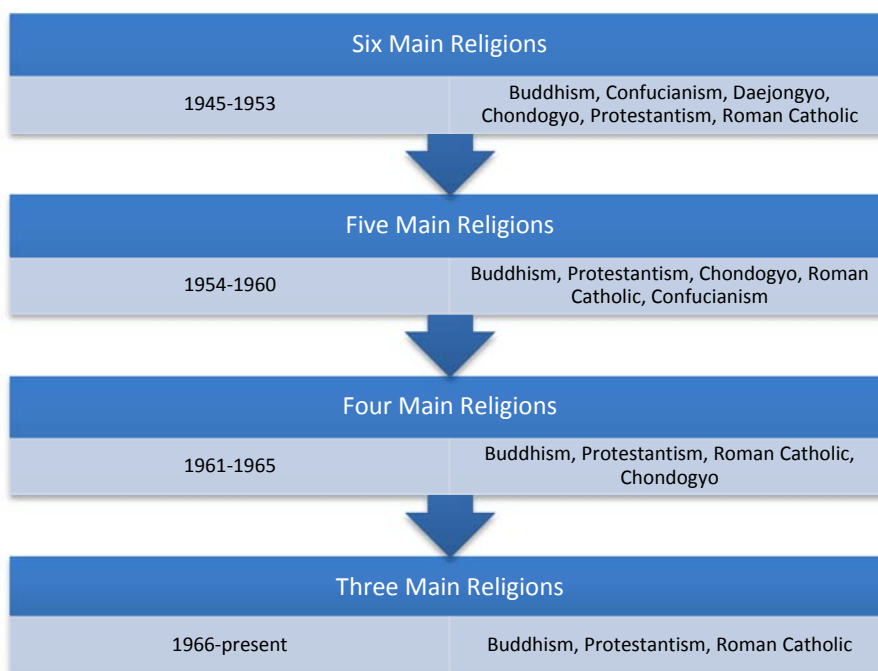 Six Main Religions
1945-1953
Buddhism, Confucianism, Daejongyo,
Chondogyo, Protestantism, Roman Catholic
Five Main Religions
1954-1960
Buddhism, Protestantism, Chondogyo, Roman
Catholic, Confucianism
Four Main Religions
1961-1965
Buddhism, Protestantism, Roman Catholic,
Chondogyo
Three Main Religions
1966-present
Buddhism, Protestantism, Roman Catholic